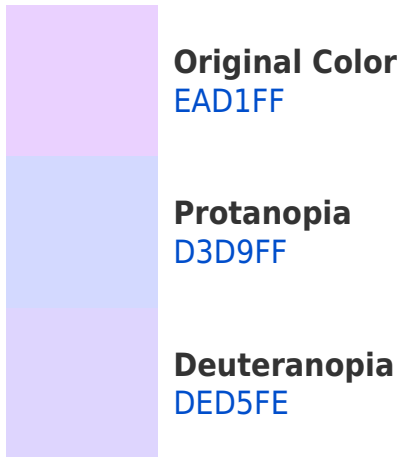 Original Color
EAD1FF
Protanopia
D3D9FF
Deuteranopia
DED5FE